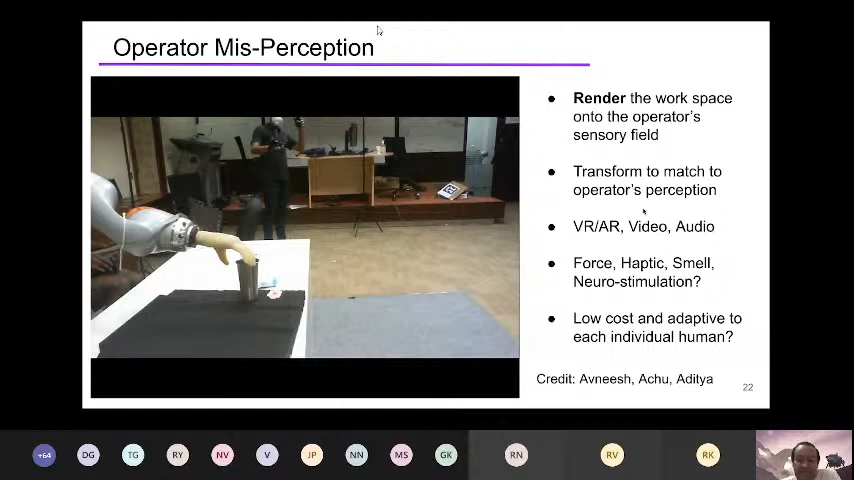 Operator Mis-Perception
● Render the work space
onto the operator's
sensory field
● Transform to match to
operator's perception
● VR/AR, Video, Audio
● Force, Haptic, Smell,
Neuro-stimulation?
● Low cost and adaptive to
each individual human?
Credit: Avneesh, Achu, Aditya
22
+64 DG TG RY NV V JP NN MS GK RN RV RK